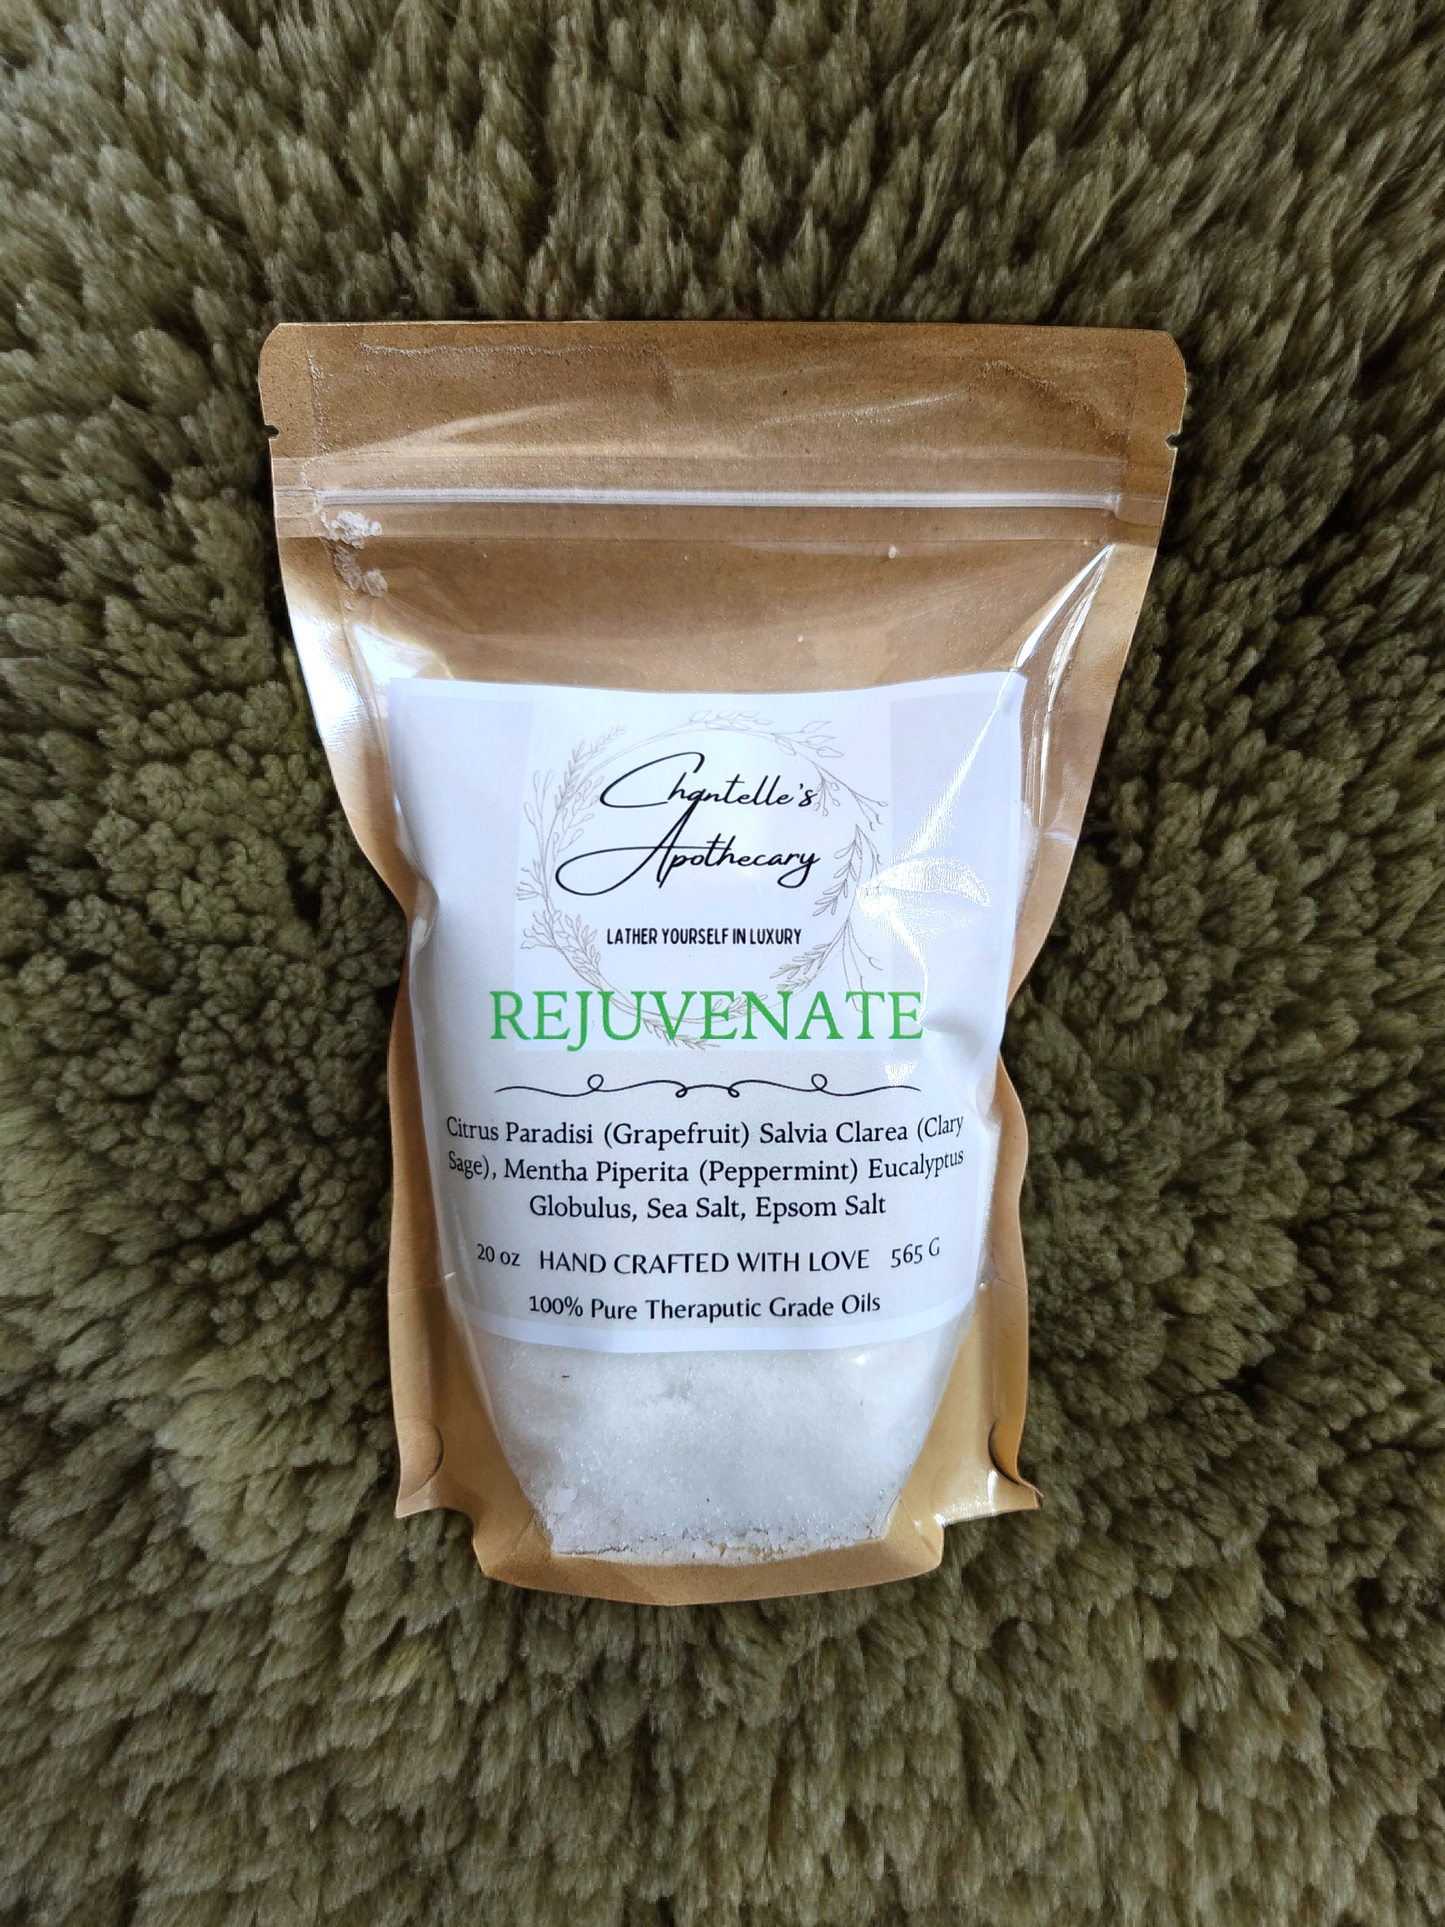 Chantelle's
Apothecary
LATHER YOURSELF IN LUXURY
REJUVENATE
Citrus Paradisi (Grapefruit) Salvia Clarea (Clary
Sage), Mentha Piperita (Peppermint) Eucalyptus
Globulus, Sea Salt, Epsom Salt
20 oz HAND CRAFTED WITH LOVE 565 G
100% Pure Theraputic Grade Oils